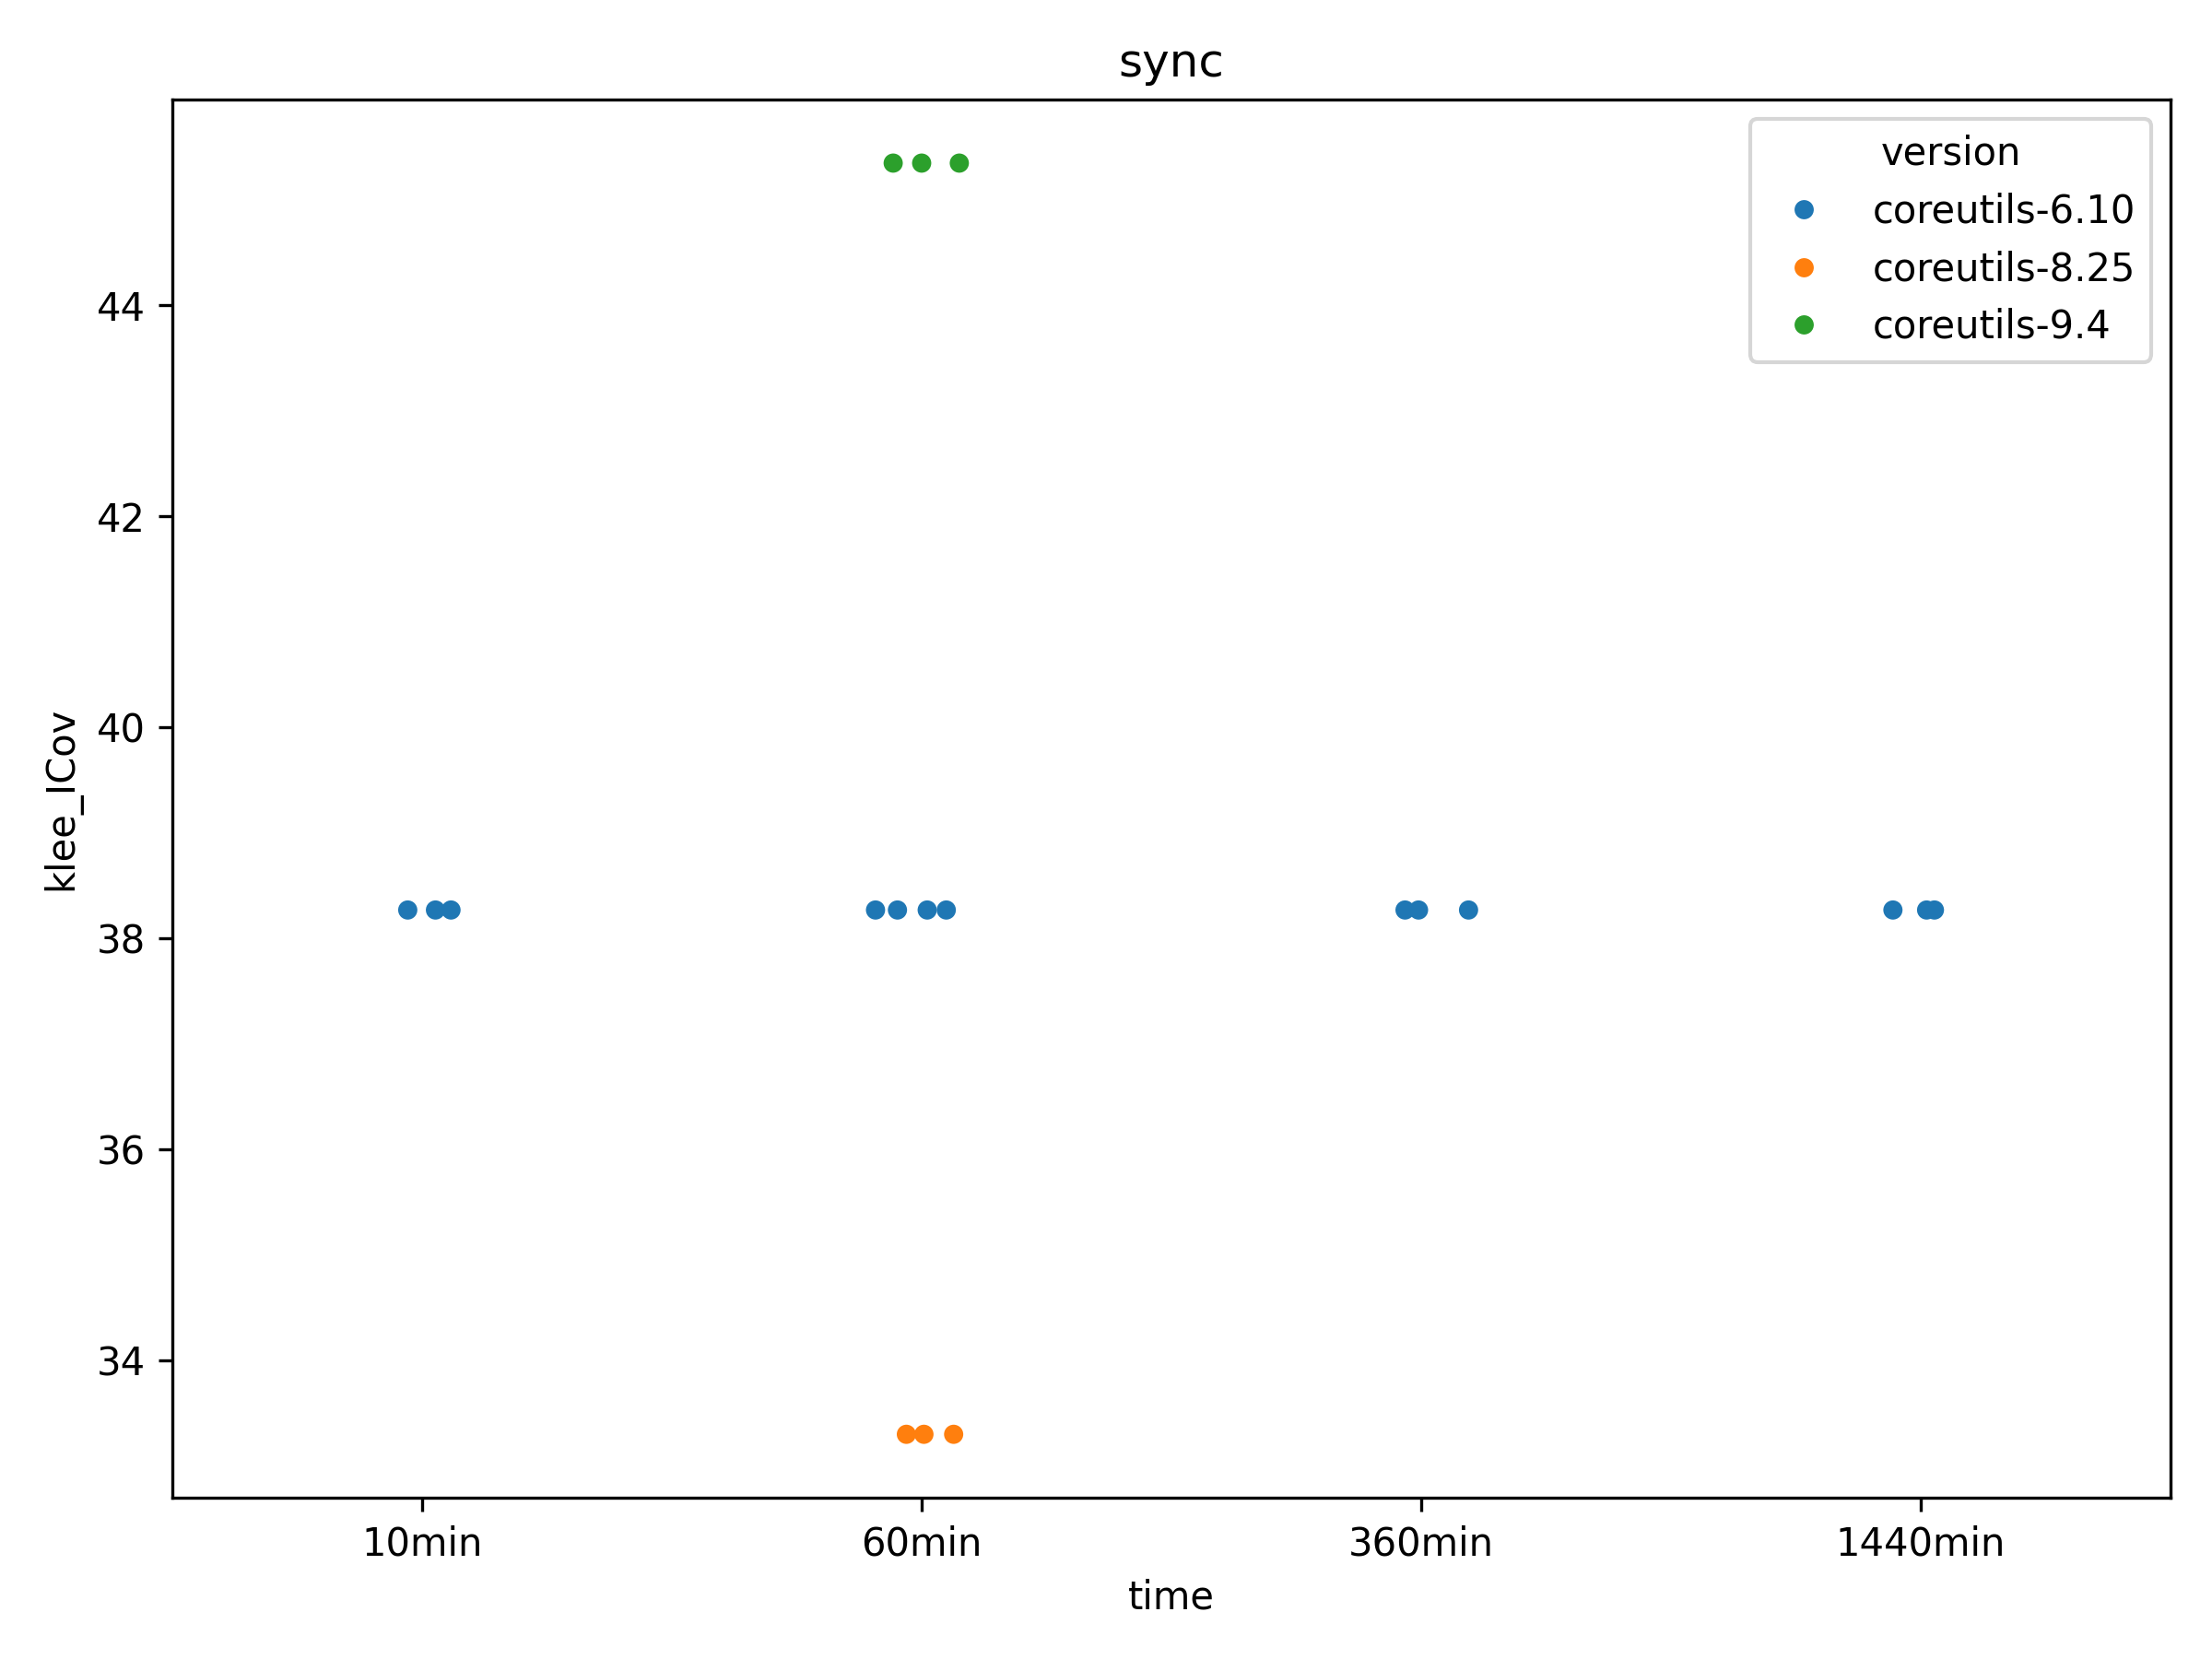 sync
version
coreutils-6.10
coreutils-8.25
coreutils-9.4
44
42
40
38
36
34
klee_ICov
10min 60min 360min 1440min
time